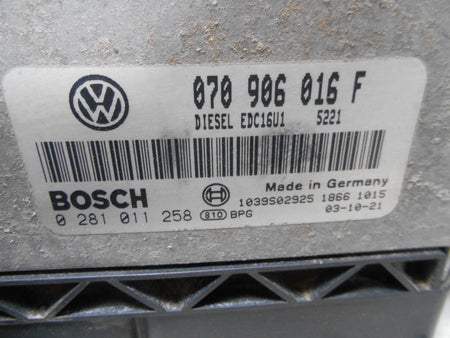 070 906 016 F
DIESEL EDC16U1 5221
BOSCH
Made in Germany
0 281 011 258 810 BPG
1039S02925 1866 1015
03-10-21